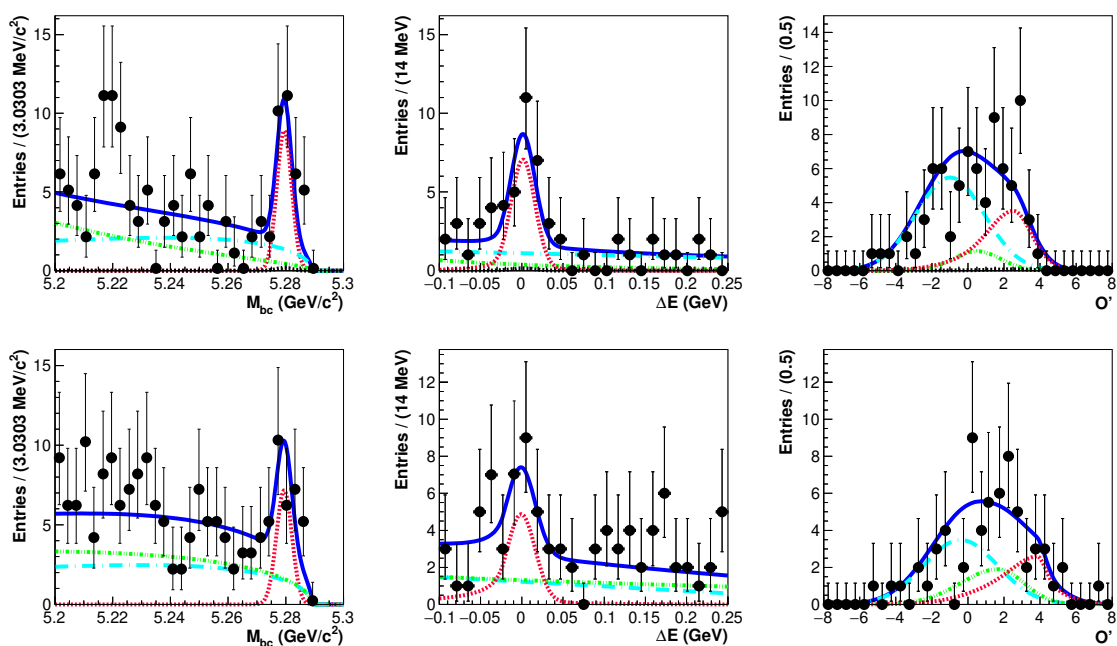 Entries / (3.0303 MeV/c²)
15
10
5
0
5.2 5.22 5.24 5.26 5.28 5.3
M_bc (GeV/c²)
Entries / (14 MeV)
15
10
5
0
−0.1 −0.05 0 0.05 0.1 0.15 0.2 0.25
ΔE (GeV)
Entries / (0.5)
14
12
10
8
6
4
2
0
−8 −6 −4 −2 0 2 4 6 8
O'
Entries / (3.0303 MeV/c²)
15
10
5
0
5.2 5.22 5.24 5.26 5.28 5.3
M_bc (GeV/c²)
Entries / (14 MeV)
12
10
8
6
4
2
0
−0.1 −0.05 0 0.05 0.1 0.15 0.2 0.25
ΔE (GeV)
Entries / (0.5)
12
10
8
6
4
2
0
−8 −6 −4 −2 0 2 4 6 8
O'